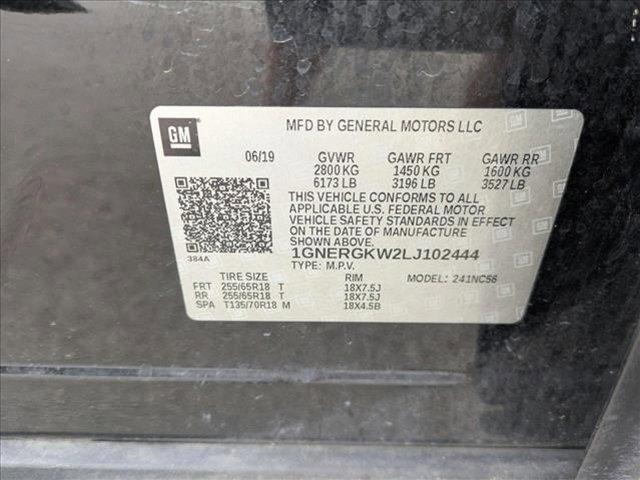 GM
MFD BY GENERAL MOTORS LLC
06/19 GVWR GAWR FRT GAWR RR
2800 KG 1450 KG 1600 KG
6173 LB 3196 LB 3527 LB
THIS VEHICLE CONFORMS TO ALL
APPLICABLE U.S. FEDERAL MOTOR
VEHICLE SAFETY STANDARDS IN EFFECT
ON THE DATE OF MANUFACTURE
SHOWN ABOVE.
1GNERGKW2LJ102444
384A
TYPE: M.P.V. MODEL: 241NC56
TIRE SIZE RIM
FRT 255/65R18 T 18X7.5J
RR 255/65R18 T 18X7.5J
SPA T135/70R18 M 18X4.5B